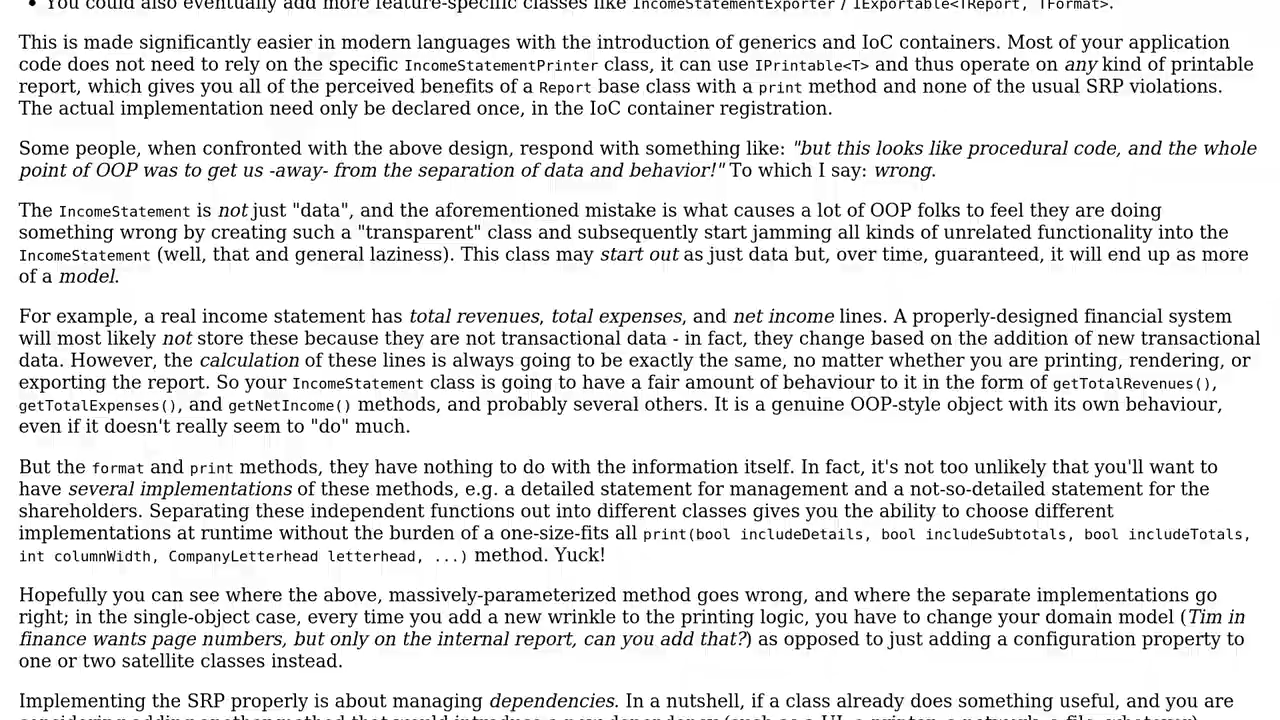 • You could also eventually add more feature-specific classes like IncomeStatementExporter / IExportable<TReport, TFormat>.
This is made significantly easier in modern languages with the introduction of generics and IoC containers. Most of your application
code does not need to rely on the specific IncomeStatementPrinter class, it can use IPrintable<T> and thus operate on any kind of printable
report, which gives you all of the perceived benefits of a Report base class with a print method and none of the usual SRP violations.
The actual implementation need only be declared once, in the IoC container registration.
Some people, when confronted with the above design, respond with something like: "but this looks like procedural code, and the whole
point of OOP was to get us -away- from the separation of data and behavior!" To which I say: wrong.
The IncomeStatement is not just "data", and the aforementioned mistake is what causes a lot of OOP folks to feel they are doing
something wrong by creating such a "transparent" class and subsequently start jamming all kinds of unrelated functionality into the
IncomeStatement (well, that and general laziness). This class may start out as just data but, over time, guaranteed, it will end up as more
of a model.
For example, a real income statement has total revenues, total expenses, and net income lines. A properly-designed financial system
will most likely not store these because they are not transactional data - in fact, they change based on the addition of new transactional
data. However, the calculation of these lines is always going to be exactly the same, no matter whether you are printing, rendering, or
exporting the report. So your IncomeStatement class is going to have a fair amount of behaviour to it in the form of getTotalRevenues(),
getTotalExpenses(), and getNetIncome() methods, and probably several others. It is a genuine OOP-style object with its own behaviour,
even if it doesn't really seem to "do" much.
But the format and print methods, they have nothing to do with the information itself. In fact, it's not too unlikely that you'll want to
have several implementations of these methods, e.g. a detailed statement for management and a not-so-detailed statement for the
shareholders. Separating these independent functions out into different classes gives you the ability to choose different
implementations at runtime without the burden of a one-size-fits all print(bool includeDetails, bool includeSubtotals, bool includeTotals,
int columnWidth, CompanyLetterhead letterhead, ...) method. Yuck!
Hopefully you can see where the above, massively-parameterized method goes wrong, and where the separate implementations go
right; in the single-object case, every time you add a new wrinkle to the printing logic, you have to change your domain model (Tim in
finance wants page numbers, but only on the internal report, can you add that?) as opposed to just adding a configuration property to
one or two satellite classes instead.
Implementing the SRP properly is about managing dependencies. In a nutshell, if a class already does something useful, and you are